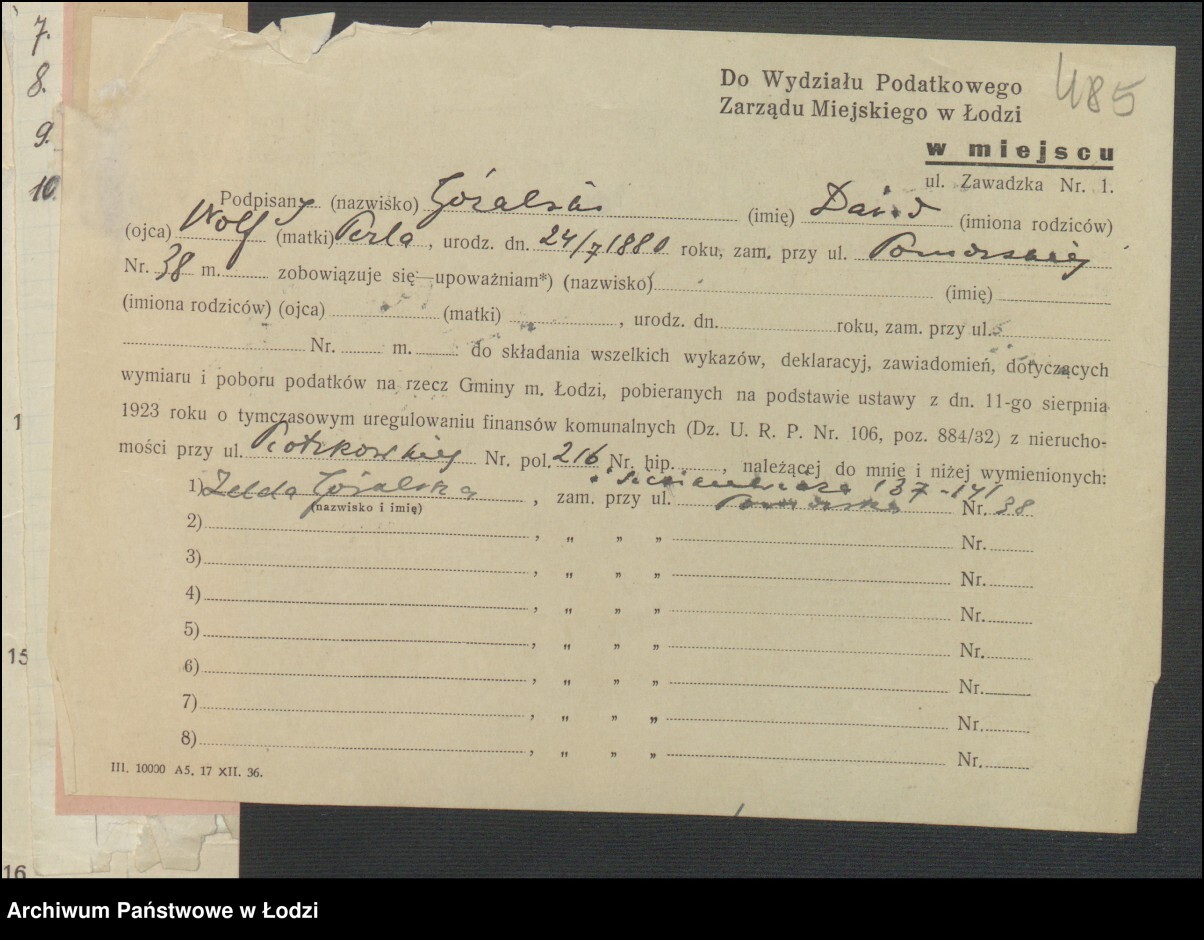 7.
8.
9.
10.
1
15
16
485
Do Wydziału Podatkowego
Zarządu Miejskiego w Łodzi
w miejscu
ul. Zawadzka Nr. 1.
Podpisany (nazwisko) Góralski (imię) Dawid (imiona rodziców)
(ojca) Wolf (matki) Perla, urodz. dn. 24/7 1880 roku, zam. przy ul. Pomorskiej
Nr. 38 m. zobowiązuje się—upoważniam*) (nazwisko) (imię)
(imiona rodziców) (ojca) (matki) , urodz. dn. roku, zam. przy ul.
Nr. m. do składania wszelkich wykazów, deklaracyj, zawiadomień, dotyczących
wymiaru i poboru podatków na rzecz Gminy m. Łodzi, pobieranych na podstawie ustawy z dn. 11-go sierpnia
1923 roku o tymczasowym uregulowaniu finansów komunalnych (Dz. U. R. P. Nr. 106, poz. 884/32) z nierucho-
mości przy ul. Piotrkowskiej Nr. pol. 216 Nr. hip. , należącej do mnie i niżej wymienionych:
i Sienkiewicza 137-141
1) Zelda Góralska , zam. przy ul. Pomorska Nr. 38
(nazwisko i imię)
2) , „ „ „ Nr.
3) , „ „ „ Nr.
4) , „ „ „ Nr.
5) , „ „ „ Nr.
6) , „ „ „ Nr.
7) , „ „ „ Nr.
8) , „ „ „ Nr.
III. 10000 A5. 17 XII. 36.
Archiwum Państwowe w Łodzi